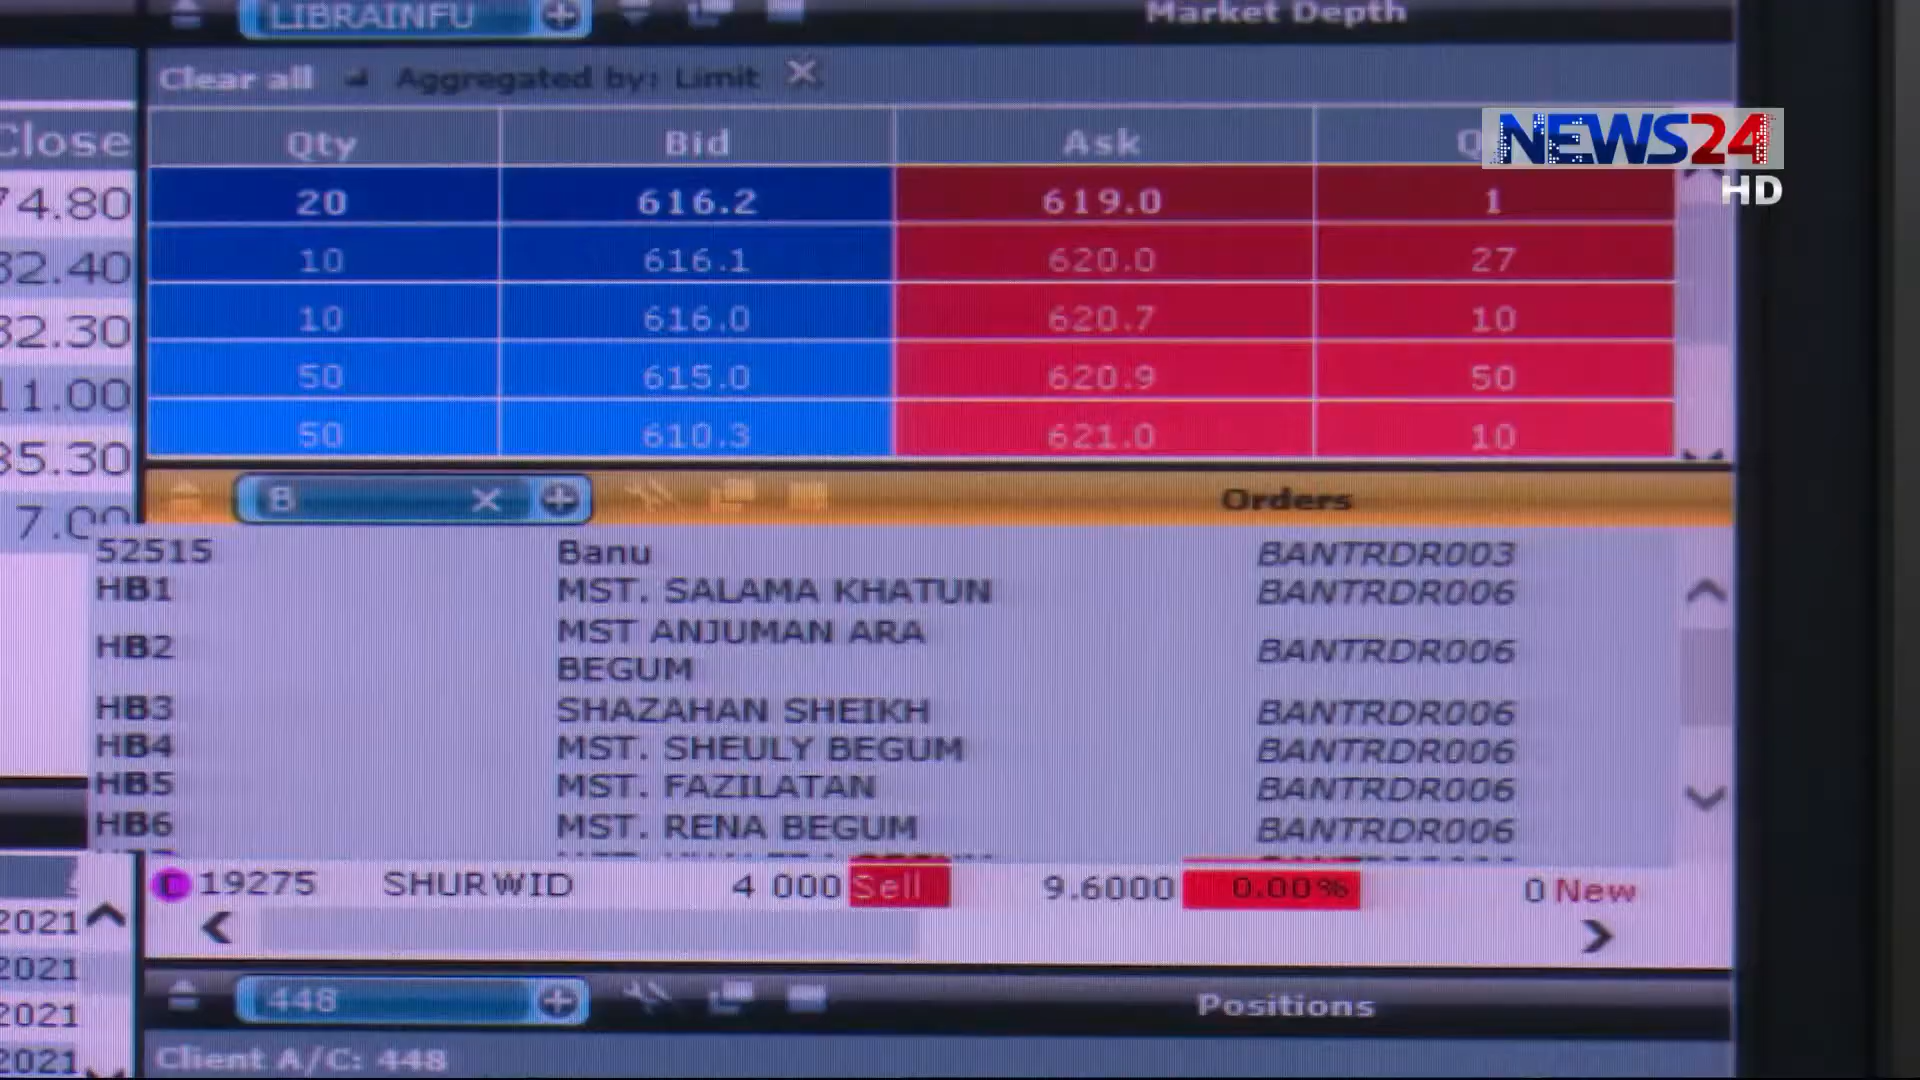 LIBRAINFU
Market Depth
Clear all Aggregated by: Limit
Close
Qty Bid Ask
20 616.2 619.0 1
10 616.1 620.0 27
10 616.0 620.7 10
50 615.0 620.9 50
50 610.3 621.0 10
74.80
32.40
32.30
11.00
35.30
7.00
NEWS24
HD
B Orders
52515 Banu BANTRDR003
HB1 MST. SALAMA KHATUN BANTRDR006
HB2 MST ANJUMAN ARA BEGUM BANTRDR006
HB3 SHAZAHAN SHEIKH BANTRDR006
HB4 MST. SHEULY BEGUM BANTRDR006
HB5 MST. FAZILATAN BANTRDR006
HB6 MST. RENA BEGUM BANTRDR006
19275 SHURWID 4 000 Sell 9.6000 0.00% 0 New
2021
2021
2021
2021
448 Positions
Client A/C: 448